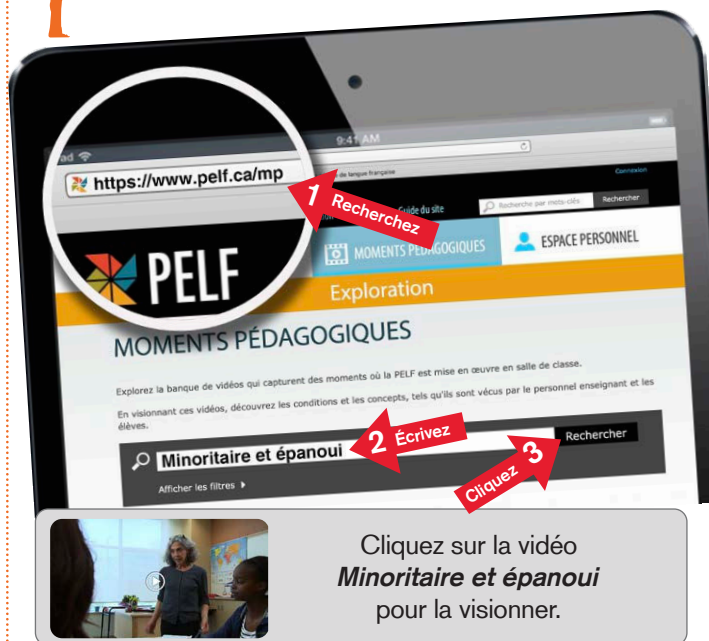 ad
9:41 AM
https://www.pelf.ca/mp
de langue française
Connexion
1 Recherchez
Guide du site
Recherche par mots-clés
Rechercher
PELF
MOMENTS PÉDAGOGIQUES
ESPACE PERSONNEL
Exploration
MOMENTS PÉDAGOGIQUES
Explorez la banque de vidéos qui capturent des moments où la PELF est mise en œuvre en salle de classe.
En visionnant ces vidéos, découvrez les conditions et les concepts, tels qu'ils sont vécus par le personnel enseignant et les
élèves.
Minoritaire et épanoui
2 Écrivez
Rechercher
Afficher les filtres
Cliquez 3
Cliquez sur la vidéo
Minoritaire et épanoui
pour la visionner.